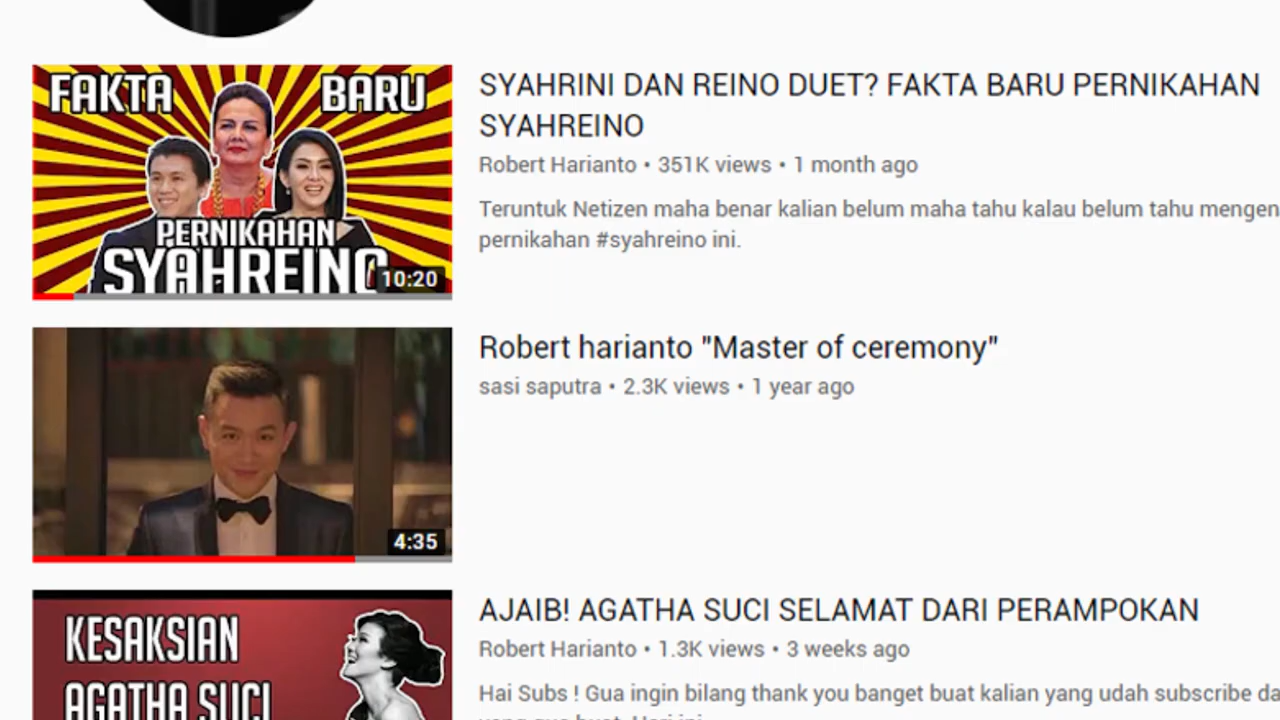 FAKTA BARU
PERNIKAHAN
SYAHREINO
10:20
SYAHRINI DAN REINO DUET? FAKTA BARU PERNIKAHAN
SYAHREINO
Robert Harianto • 351K views • 1 month ago
Teruntuk Netizen maha benar kalian belum maha tahu kalau belum tahu mengen
pernikahan #syahreino ini.
4:35
Robert harianto "Master of ceremony"
sasi saputra • 2.3K views • 1 year ago
KESAKSIAN
AGATHA SUCI
AJAIB! AGATHA SUCI SELAMAT DARI PERAMPOKAN
Robert Harianto • 1.3K views • 3 weeks ago
Hai Subs ! Gua ingin bilang thank you banget buat kalian yang udah subscribe da